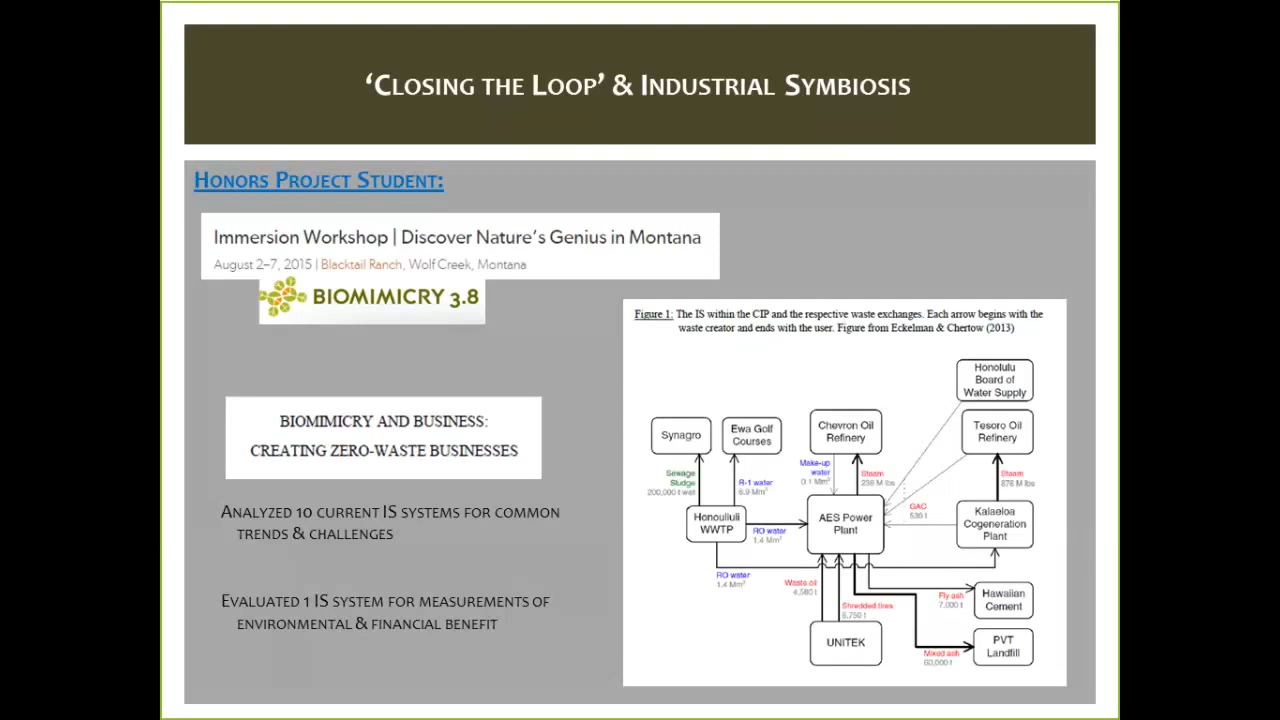 ‘CLOSING THE LOOP’ & INDUSTRIAL SYMBIOSIS
HONORS PROJECT STUDENT:
Immersion Workshop | Discover Nature's Genius in Montana
August 2–7, 2015 | Blacktail Ranch, Wolf Creek, Montana
BIOMIMICRY 3.8
BIOMIMICRY AND BUSINESS:
CREATING ZERO-WASTE BUSINESSES
ANALYZED 10 CURRENT IS SYSTEMS FOR COMMON
TRENDS & CHALLENGES
EVALUATED 1 IS SYSTEM FOR MEASUREMENTS OF
ENVIRONMENTAL & FINANCIAL BENEFIT
Figure 1: The IS within the CIP and the respective waste exchanges. Each arrow begins with the
waste creator and ends with the user. Figure from Eckelman & Chertow (2013)
Honolulu
Board of
Water Supply
Synagro
Ewa Golf
Courses
Chevron Oil
Refinery
Tesoro Oil
Refinery
Sewage
Sludge
200,000 t wet
R-1 water
6.9 Mm³
Make-up
water
0.1 Mm³
Steam
236 M lbs
Steam
876 M lbs
GAC
530 t
Honouliuli
WWTP
RO water
1.4 Mm³
AES Power
Plant
Kalaeloa
Cogeneration
Plant
RO water
1.4 Mm³
Waste oil
4,580 t
Shredded tires
8,750 t
Fly ash
7,000 t
Hawaiian
Cement
UNITEK
Mixed ash
60,000 t
PVT
Landfill